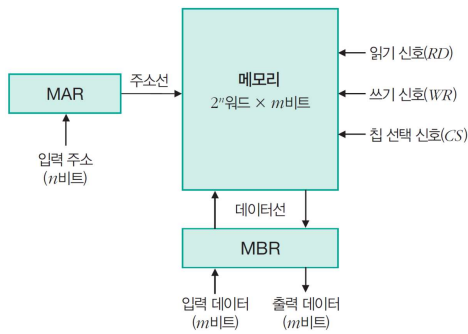 MAR
주소선
메모리
2ⁿ워드 × m비트
읽기 신호(RD)
쓰기 신호(WR)
칩 선택 신호(CS)
입력 주소
(n비트)
데이터선
MBR
입력 데이터
(m비트)
출력 데이터
(m비트)